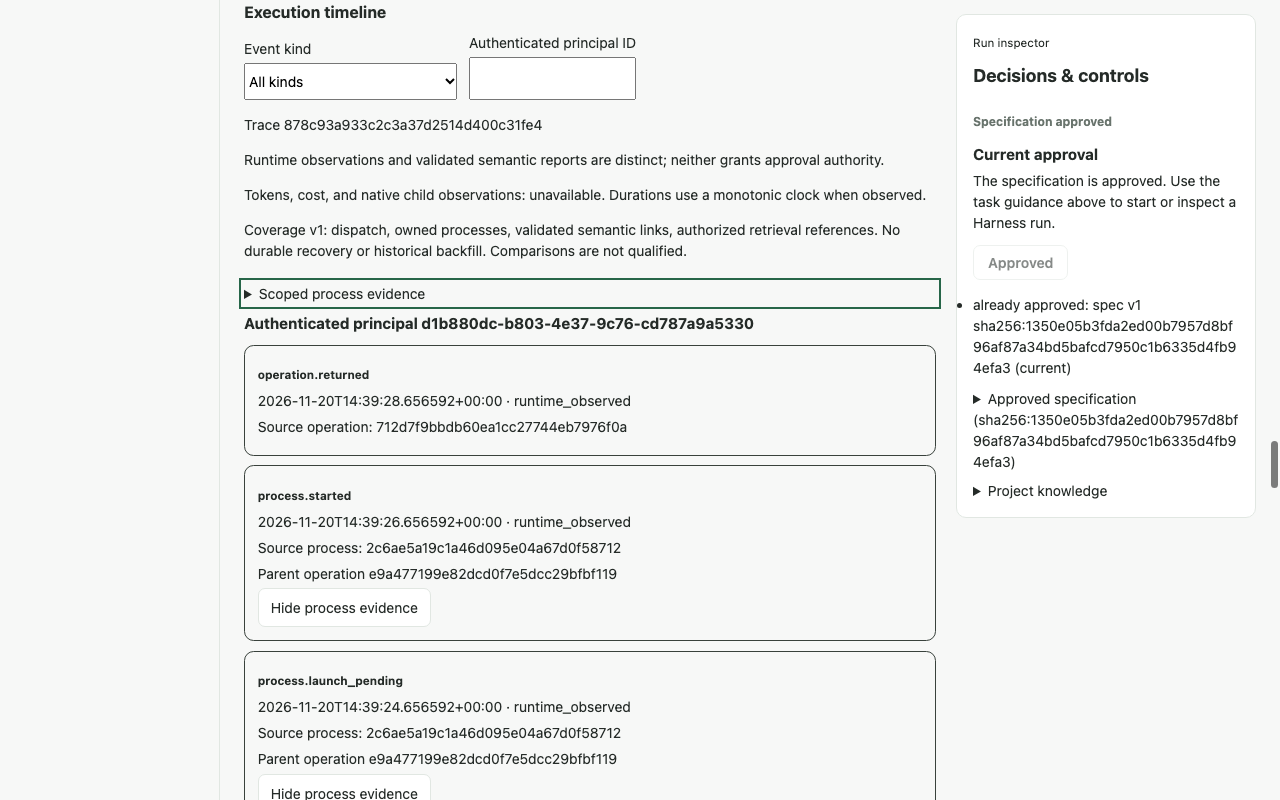 Execution timeline
Event kind
Authenticated principal ID
All kinds
Trace 878c93a933c2c3a37d2514d400c31fe4
Runtime observations and validated semantic reports are distinct; neither grants approval authority.
Tokens, cost, and native child observations: unavailable. Durations use a monotonic clock when observed.
Coverage v1: dispatch, owned processes, validated semantic links, authorized retrieval references. No
durable recovery or historical backfill. Comparisons are not qualified.
Scoped process evidence
Authenticated principal d1b880dc-b803-4e37-9c76-cd787a9a5330
operation.returned
2026-11-20T14:39:28.656592+00:00 · runtime_observed
Source operation: 712d7f9bbdb60ea1cc27744eb7976f0a
process.started
2026-11-20T14:39:26.656592+00:00 · runtime_observed
Source process: 2c6ae5a19c1a46d095e04a67d0f58712
Parent operation e9a477199e82dcd0f7e5dcc29bfbf119
Hide process evidence
process.launch_pending
2026-11-20T14:39:24.656592+00:00 · runtime_observed
Source process: 2c6ae5a19c1a46d095e04a67d0f58712
Parent operation e9a477199e82dcd0f7e5dcc29bfbf119
Hide process evidence
Run inspector
Decisions & controls
Specification approved
Current approval
The specification is approved. Use the
task guidance above to start or inspect a
Harness run.
Approved
already approved: spec v1
sha256:1350e05b3fda2ed00b7957d8bf
96af87a34bd5bafcd7950c1b6335d4fb9
4efa3 (current)
Approved specification
(sha256:1350e05b3fda2ed00b7957d8bf
96af87a34bd5bafcd7950c1b6335d4fb9
4efa3)
Project knowledge